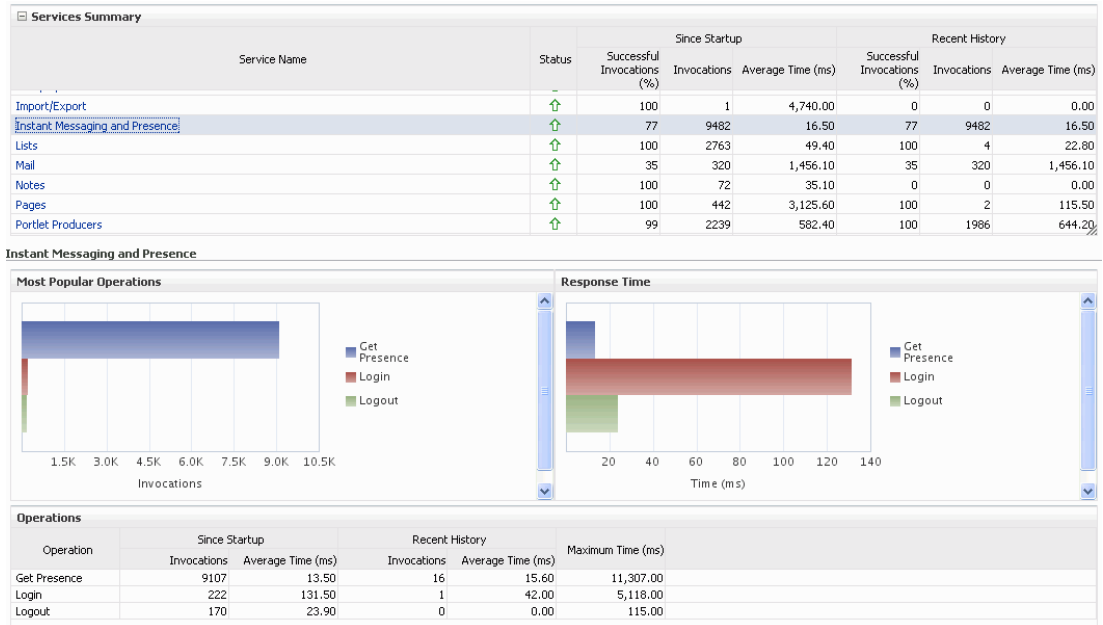 Services Summary
Since Startup Recent History
Service Name Status Successful Invocations (%) Invocations Average Time (ms) Successful Invocations (%) Invocations Average Time (ms)
Import/Export 100 1 4,740.00 0 0 0.00
Instant Messaging and Presence 77 9482 16.50 77 9482 16.50
Lists 100 2763 49.40 100 4 22.80
Mail 35 320 1,456.10 35 320 1,456.10
Notes 100 72 35.10 0 0 0.00
Pages 100 442 3,125.60 100 2 115.50
Portlet Producers 99 2239 582.40 100 1986 644.20
Instant Messaging and Presence
Most Popular Operations
Get
Presence
Login
Logout
1.5K 3.0K 4.5K 6.0K 7.5K 9.0K 10.5K
Invocations
Response Time
Get
Presence
Login
Logout
20 40 60 80 100 120 140
Time (ms)
Operations
Operation Since Startup Recent History Maximum Time (ms)
Invocations Average Time (ms) Invocations Average Time (ms)
Get Presence 9107 13.50 16 15.60 11,307.00
Login 222 131.50 1 42.00 5,118.00
Logout 170 23.90 0 0.00 115.00